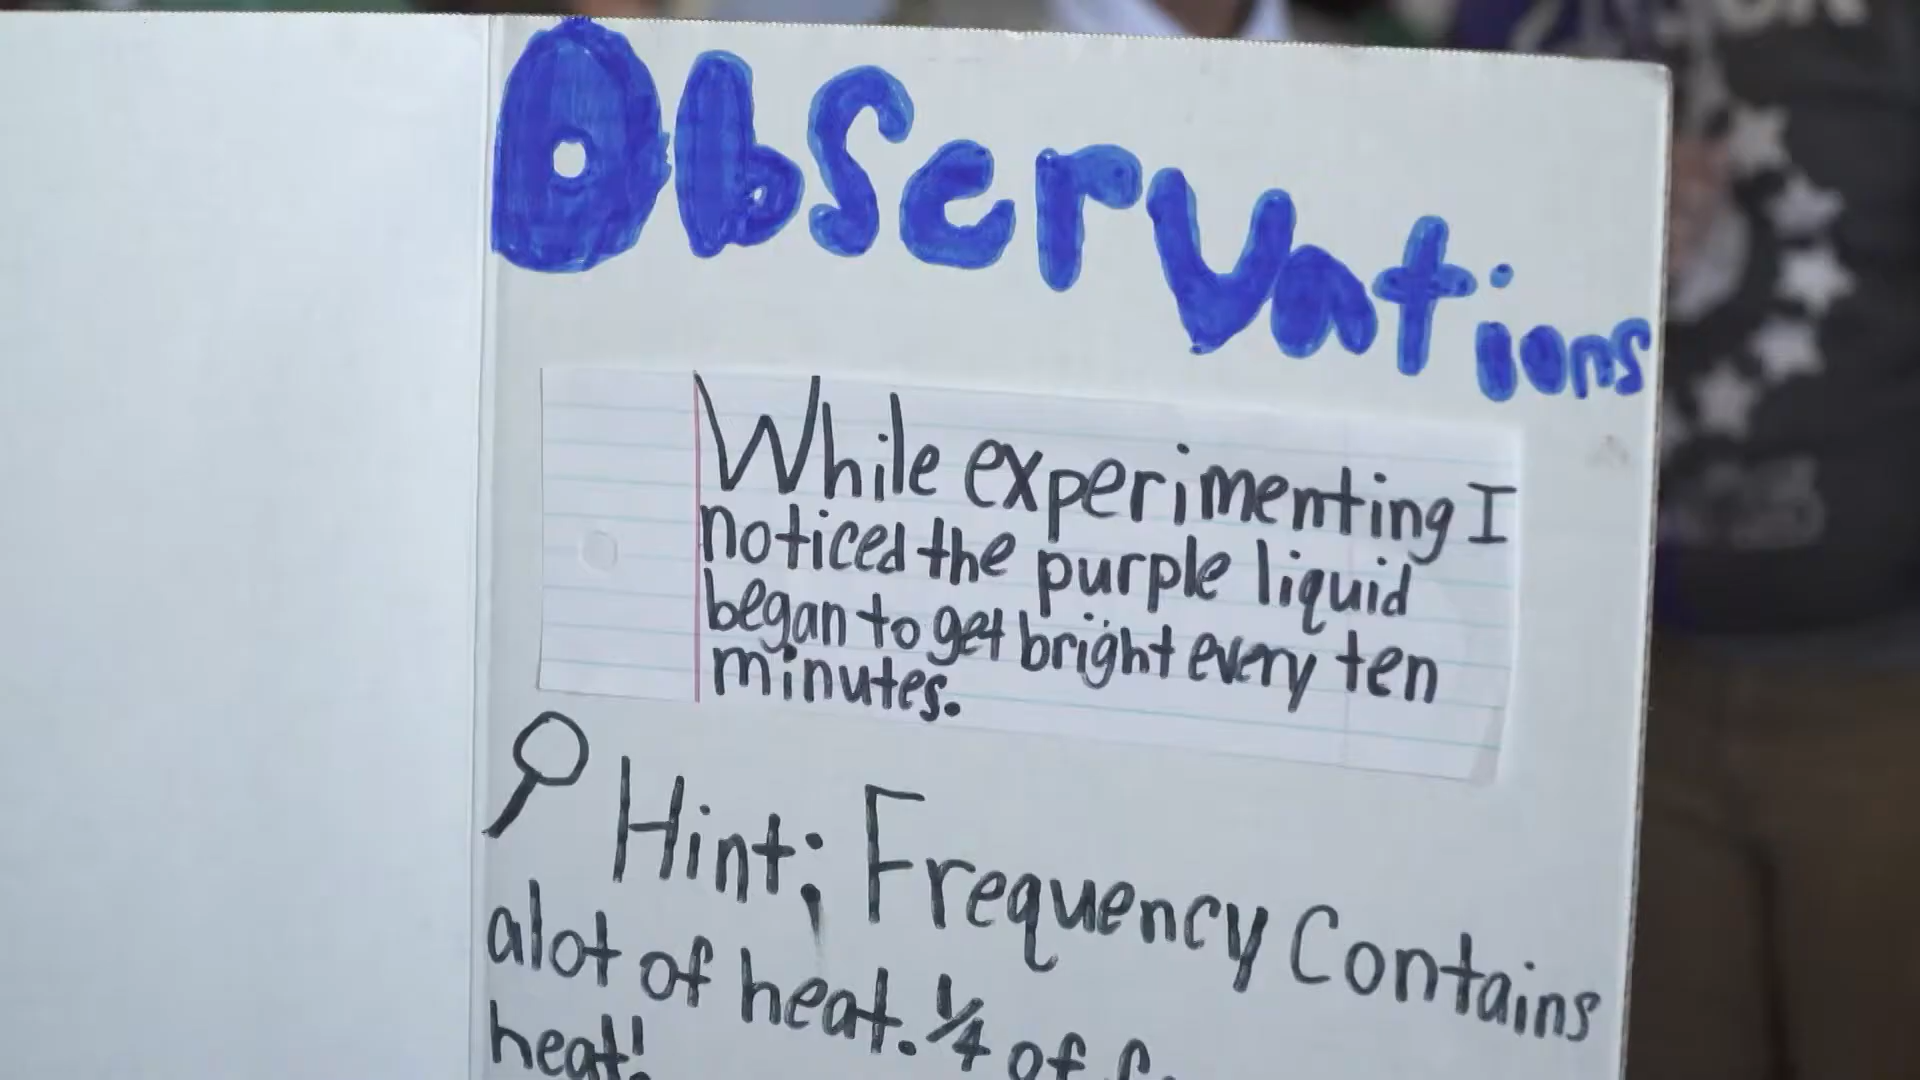 Observations
While experimenting I
noticed the purple liquid
began to get bright every ten
minutes.
Hint; Frequency Contains
alot of heat. 1/4 of
heat!